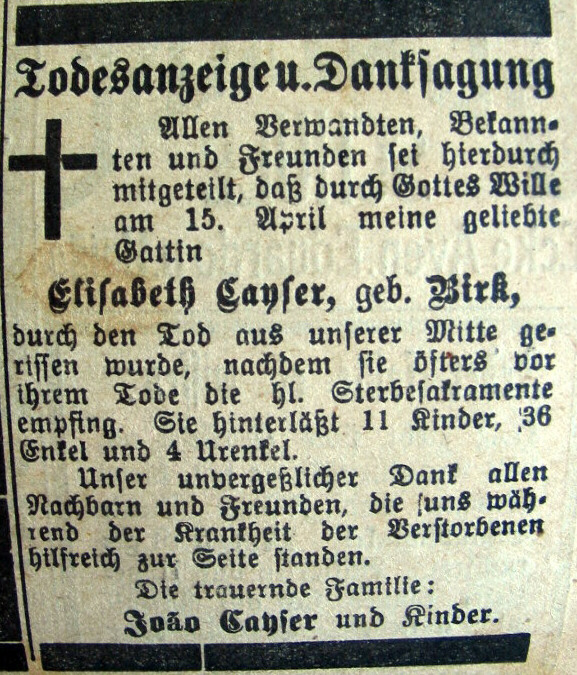 Todesanzeige u. Danksagung
Allen Verwandten, Bekann-
ten und Freunden sei hierdurch
mitgeteilt, daß durch Gottes Wille
am 15. April meine geliebte
Gattin
Elisabeth Cayser, geb. Birk,
durch den Tod aus unserer Mitte ge-
rissen wurde, nachdem sie öfters vor
ihrem Tode die hl. Sterbesakramente
empfing. Sie hinterläßt 11 Kinder, 36
Enkel und 4 Urenkel.
Unser unvergeßlicher Dank allen
Nachbarn und Freunden, die uns wäh-
rend der Krankheit der Verstorbenen
hilfreich zur Seite standen.
Die trauernde Familie:
João Cayser und Kinder.